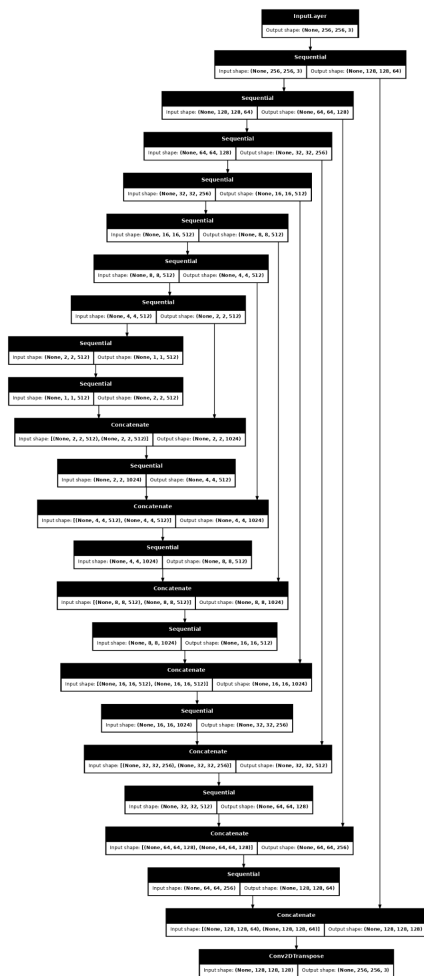 InputLayer
Output shape: (None, 256, 256, 3)
Sequential
Input shape: (None, 256, 256, 3) Output shape: (None, 128, 128, 64)
Sequential
Input shape: (None, 128, 128, 64) Output shape: (None, 64, 64, 128)
Sequential
Input shape: (None, 64, 64, 128) Output shape: (None, 32, 32, 256)
Sequential
Input shape: (None, 32, 32, 256) Output shape: (None, 16, 16, 512)
Sequential
Input shape: (None, 16, 16, 512) Output shape: (None, 8, 8, 512)
Sequential
Input shape: (None, 8, 8, 512) Output shape: (None, 4, 4, 512)
Sequential
Input shape: (None, 4, 4, 512) Output shape: (None, 2, 2, 512)
Sequential
Input shape: (None, 2, 2, 512) Output shape: (None, 1, 1, 512)
Sequential
Input shape: (None, 1, 1, 512) Output shape: (None, 2, 2, 512)
Concatenate
Input shape: [(None, 2, 2, 512), (None, 2, 2, 512)] Output shape: (None, 2, 2, 1024)
Sequential
Input shape: (None, 2, 2, 1024) Output shape: (None, 4, 4, 512)
Concatenate
Input shape: [(None, 4, 4, 512), (None, 4, 4, 512)] Output shape: (None, 4, 4, 1024)
Sequential
Input shape: (None, 4, 4, 1024) Output shape: (None, 8, 8, 512)
Concatenate
Input shape: [(None, 8, 8, 512), (None, 8, 8, 512)] Output shape: (None, 8, 8, 1024)
Sequential
Input shape: (None, 8, 8, 1024) Output shape: (None, 16, 16, 512)
Concatenate
Input shape: [(None, 16, 16, 512), (None, 16, 16, 512)] Output shape: (None, 16, 16, 1024)
Sequential
Input shape: (None, 16, 16, 1024) Output shape: (None, 32, 32, 256)
Concatenate
Input shape: [(None, 32, 32, 256), (None, 32, 32, 256)] Output shape: (None, 32, 32, 512)
Sequential
Input shape: (None, 32, 32, 512) Output shape: (None, 64, 64, 128)
Concatenate
Input shape: [(None, 64, 64, 128), (None, 64, 64, 128)] Output shape: (None, 64, 64, 256)
Sequential
Input shape: (None, 64, 64, 256) Output shape: (None, 128, 128, 64)
Concatenate
Input shape: [(None, 128, 128, 64), (None, 128, 128, 64)] Output shape: (None, 128, 128, 128)
Conv2DTranspose
Input shape: (None, 128, 128, 128) Output shape: (None, 256, 256, 3)